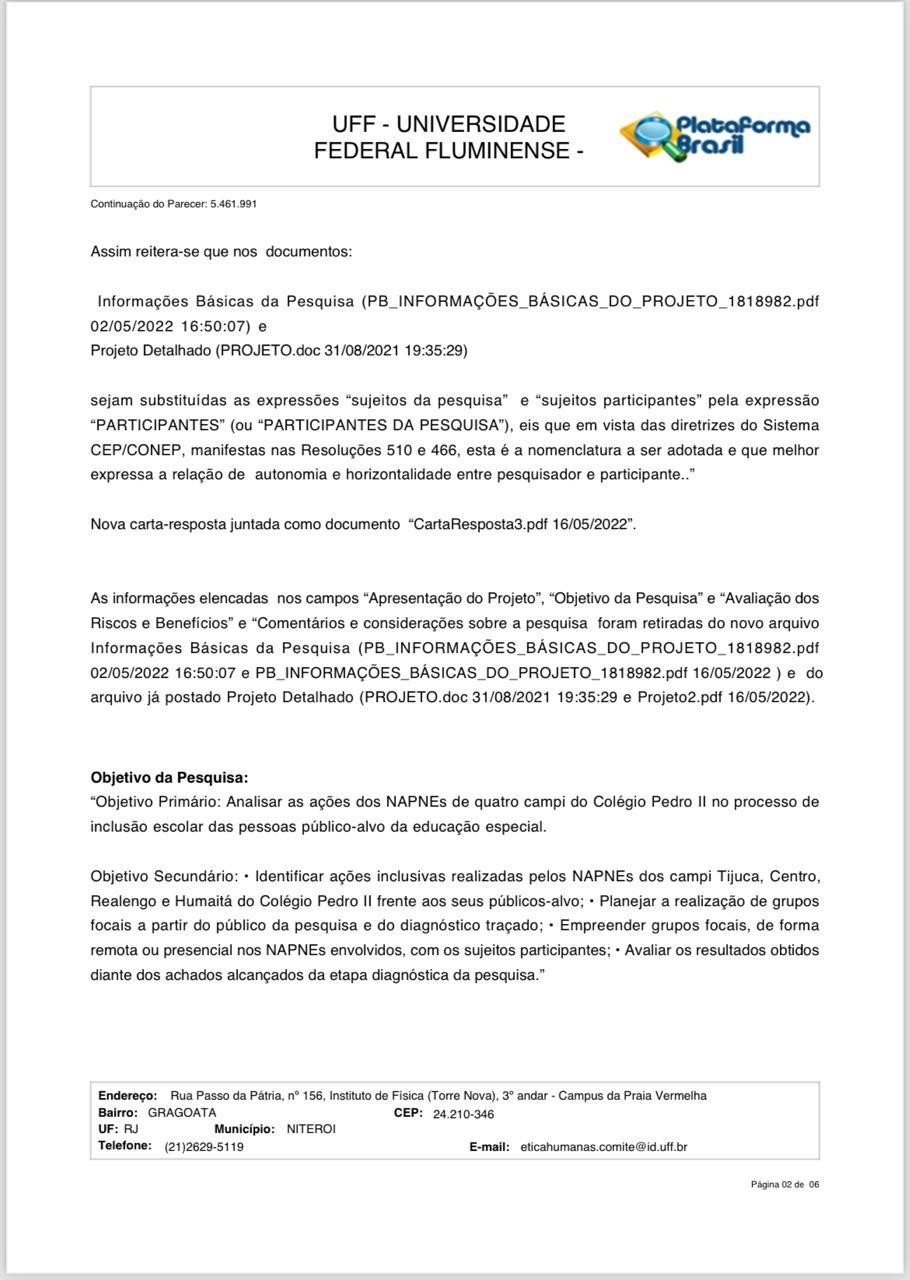 UFF - UNIVERSIDADE
FEDERAL FLUMINENSE -
Plataforma
Brasil
Continuação do Parecer: 5.461.991
Assim reitera-se que nos documentos:
Informações Básicas da Pesquisa (PB_INFORMAÇÕES_BÁSICAS_DO_PROJETO_1818982.pdf
02/05/2022 16:50:07) e
Projeto Detalhado (PROJETO.doc 31/08/2021 19:35:29)
sejam substituídas as expressões “sujeitos da pesquisa” e “sujeitos participantes” pela expressão
“PARTICIPANTES” (ou “PARTICIPANTES DA PESQUISA”), eis que em vista das diretrizes do Sistema
CEP/CONEP, manifestas nas Resoluções 510 e 466, esta é a nomenclatura a ser adotada e que melhor
expressa a relação de autonomia e horizontalidade entre pesquisador e participante..”
Nova carta-resposta juntada como documento “CartaResposta3.pdf 16/05/2022”.
As informações elencadas nos campos “Apresentação do Projeto”, “Objetivo da Pesquisa” e “Avaliação dos
Riscos e Benefícios” e “Comentários e considerações sobre a pesquisa foram retiradas do novo arquivo
Informações Básicas da Pesquisa (PB_INFORMAÇÕES_BÁSICAS_DO_PROJETO_1818982.pdf
02/05/2022 16:50:07 e PB_INFORMAÇÕES_BÁSICAS_DO_PROJETO_1818982.pdf 16/05/2022 ) e do
arquivo já postado Projeto Detalhado (PROJETO.doc 31/08/2021 19:35:29 e Projeto2.pdf 16/05/2022).
Objetivo da Pesquisa:
“Objetivo Primário: Analisar as ações dos NAPNEs de quatro campi do Colégio Pedro II no processo de
inclusão escolar das pessoas público-alvo da educação especial.
Objetivo Secundário: • Identificar ações inclusivas realizadas pelos NAPNEs dos campi Tijuca, Centro,
Realengo e Humaitá do Colégio Pedro II frente aos seus públicos-alvo; • Planejar a realização de grupos
focais a partir do público da pesquisa e do diagnóstico traçado; • Empreender grupos focais, de forma
remota ou presencial nos NAPNEs envolvidos, com os sujeitos participantes; • Avaliar os resultados obtidos
diante dos achados alcançados da etapa diagnóstica da pesquisa.”
Endereço: Rua Passo da Pátria, nº 156, Instituto de Física (Torre Nova), 3º andar - Campus da Praia Vermelha
Bairro: GRAGOATA CEP: 24.210-346
UF: RJ Município: NITEROI
Telefone: (21)2629-5119 E-mail: eticahumanas.comite@id.uff.br
Página 02 de 06